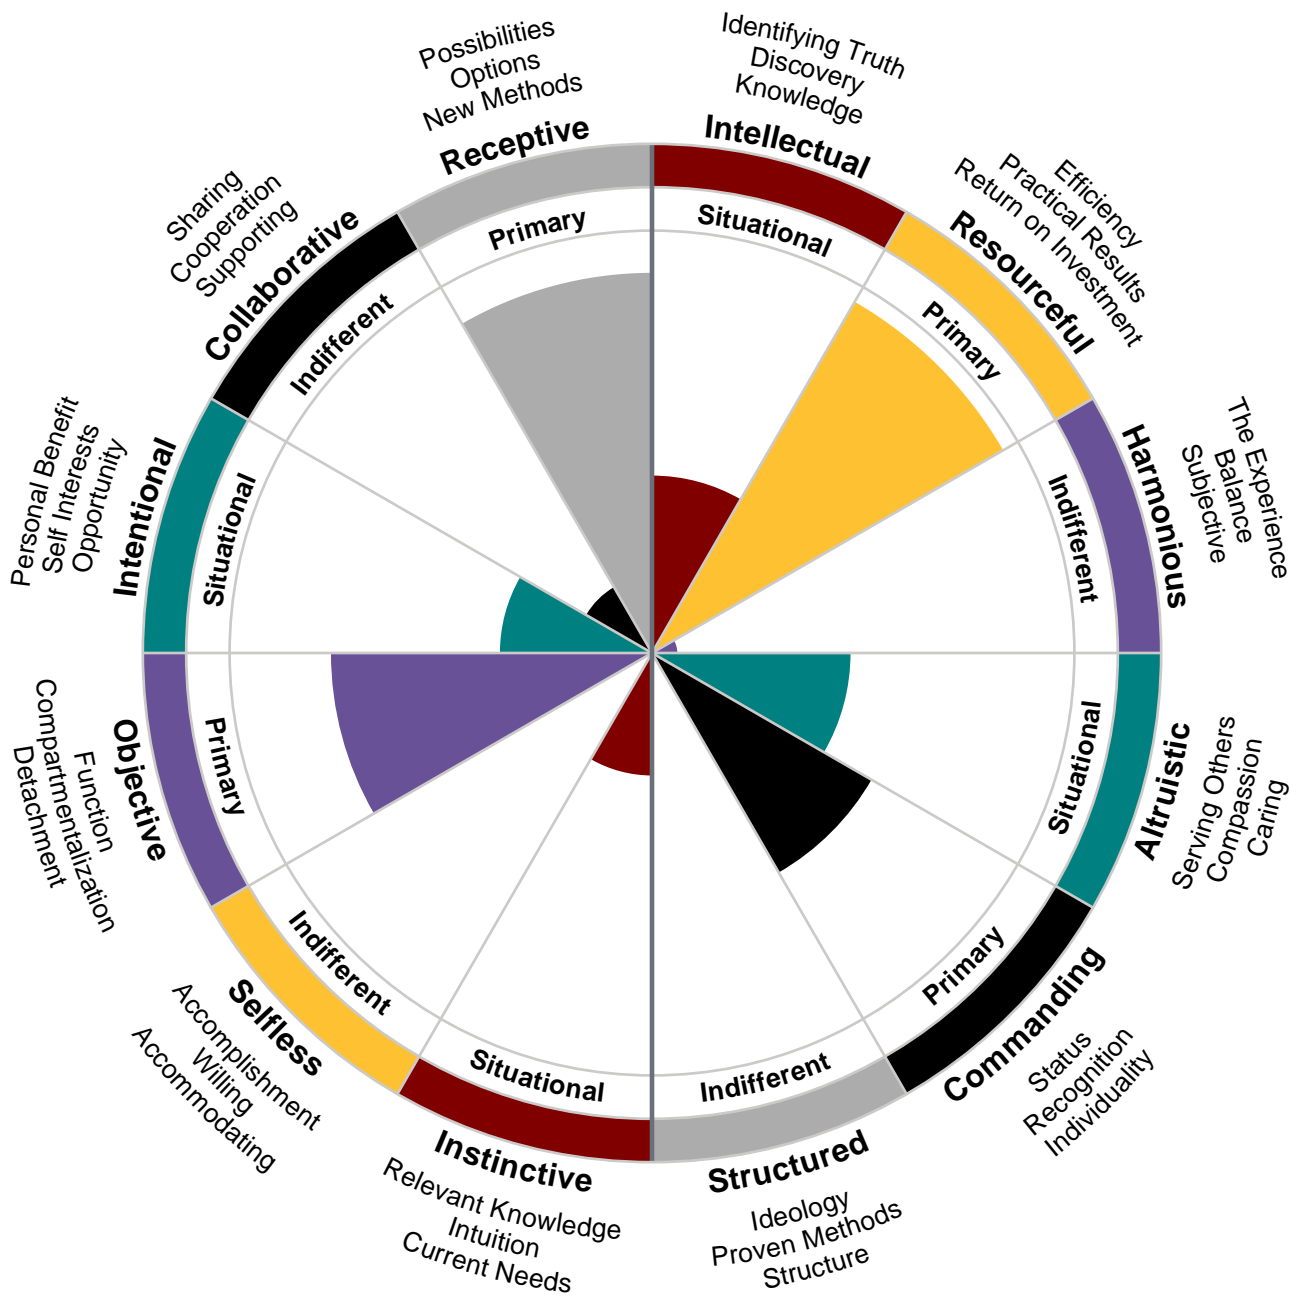 Identifying Truth
Discovery
Knowledge
Intellectual
Situational
Efficiency
Practical Results
Return on Investment
Resourceful
Primary
The Experience
Balance
Subjective
Harmonious
Indifferent
Situational
Altruistic
Serving Others
Compassion
Caring
Primary
Commanding
Status
Recognition
Individuality
Indifferent
Structured
Ideology
Proven Methods
Structure
Situational
Instinctive
Relevant Knowledge
Intuition
Current Needs
Indifferent
Selfless
Accomplishment
Willing
Accommodating
Primary
Objective
Function
Compartmentalization
Detachment
Personal Benefit
Self Interests
Opportunity
Intentional
Situational
Sharing
Cooperation
Supporting
Collaborative
Indifferent
Possibilities
Options
New Methods
Receptive
Primary